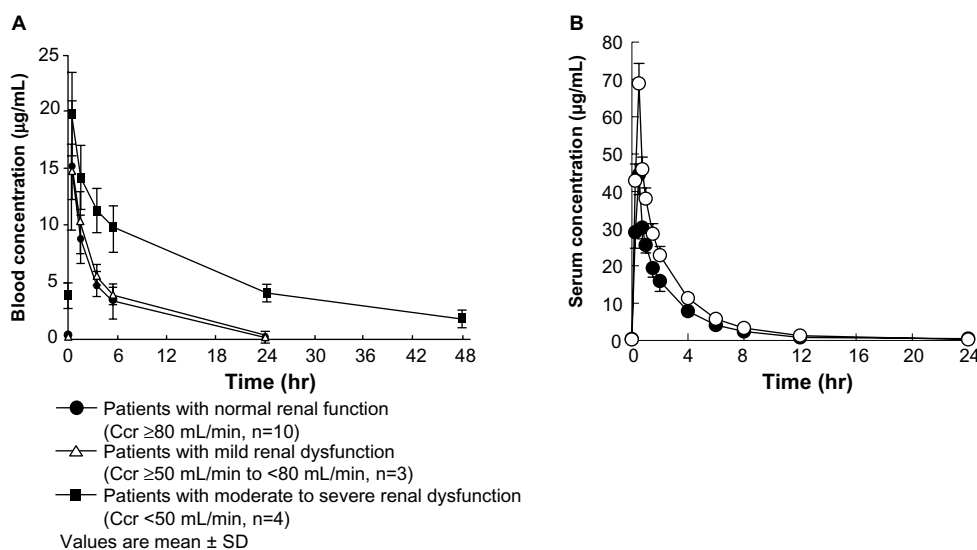 A
Blood concentration (µg/mL)
25
20
15
10
5
0
0 6 12 18 24 30 36 42 48
Time (hr)
Patients with normal renal function
(Ccr ≥80 mL/min, n=10)
Patients with mild renal dysfunction
(Ccr ≥50 mL/min to <80 mL/min, n=3)
Patients with moderate to severe renal dysfunction
(Ccr <50 mL/min, n=4)
Values are mean ± SD
B
Serum concentration (µg/mL)
80
70
60
50
40
30
20
10
0
0 4 8 12 16 20 24
Time (hr)